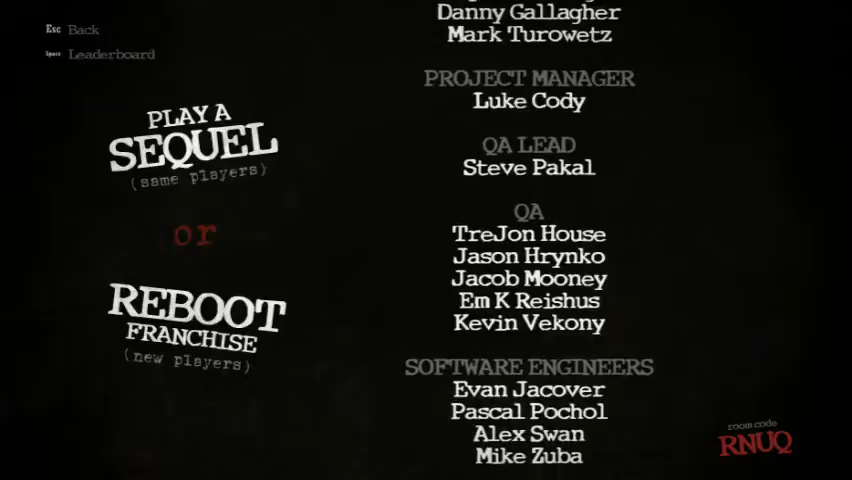 Esc Back
Space Leaderboard
PLAY A
SEQUEL
(same players)
or
REBOOT
FRANCHISE
(new players)
Danny Gallagher
Mark Turowetz
PROJECT MANAGER
Luke Cody
QA LEAD
Steve Pakal
QA
TreJon House
Jason Hrynko
Jacob Mooney
Em K Reishus
Kevin Vekony
SOFTWARE ENGINEERS
Evan Jacover
Pascal Pochol
Alex Swan
Mike Zuba
room code
RNUQ